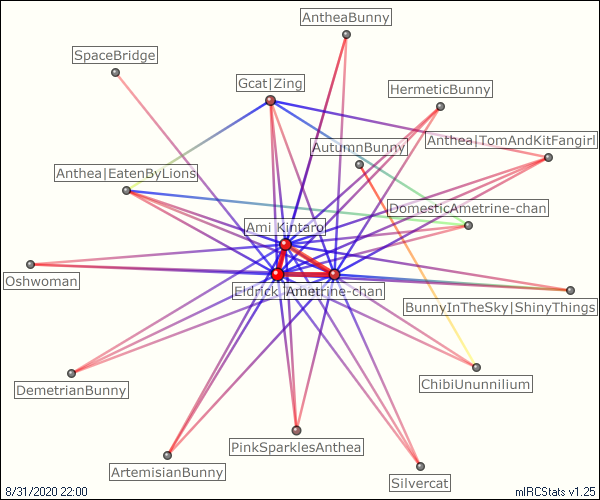 AntheaBunny
SpaceBridge
Gcat|Zing
HermeticBunny
Anthea|TomAndKitFangirl
AutumnBunny
Anthea|EatenByLions
DomesticAmetrine-chan
Ami Kintaro
Oshwoman
Eldrick
Ametrine-chan
BunnyInTheSky|ShinyThings
DemetrianBunny
ChibiUnunnilium
PinkSparklesAnthea
ArtemisianBunny
Silvercat
8/31/2020 22:00
mIRCStats v1.25